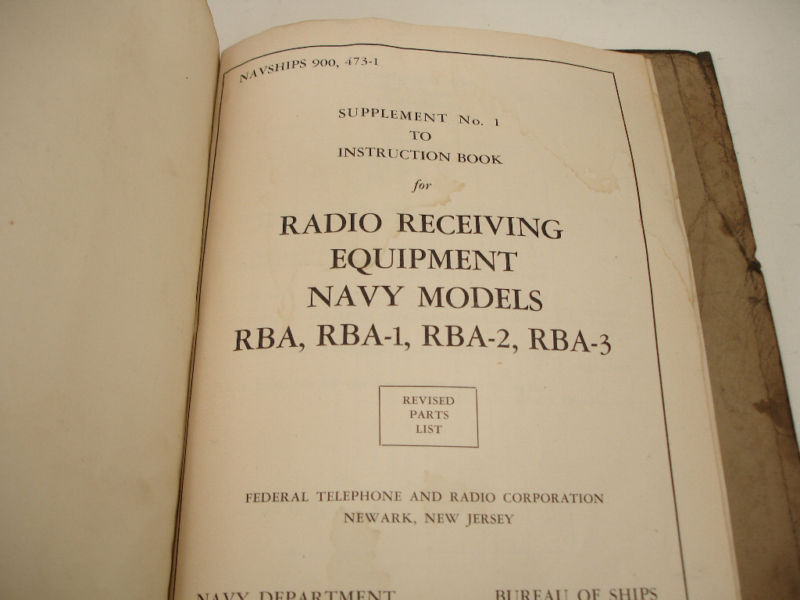 NAVSHIPS 900, 473-1
SUPPLEMENT No. 1
TO
INSTRUCTION BOOK
for
RADIO RECEIVING
EQUIPMENT
NAVY MODELS
RBA, RBA-1, RBA-2, RBA-3
REVISED
PARTS
LIST
FEDERAL TELEPHONE AND RADIO CORPORATION
NEWARK, NEW JERSEY
NAVY DEPARTMENT BUREAU OF SHIPS